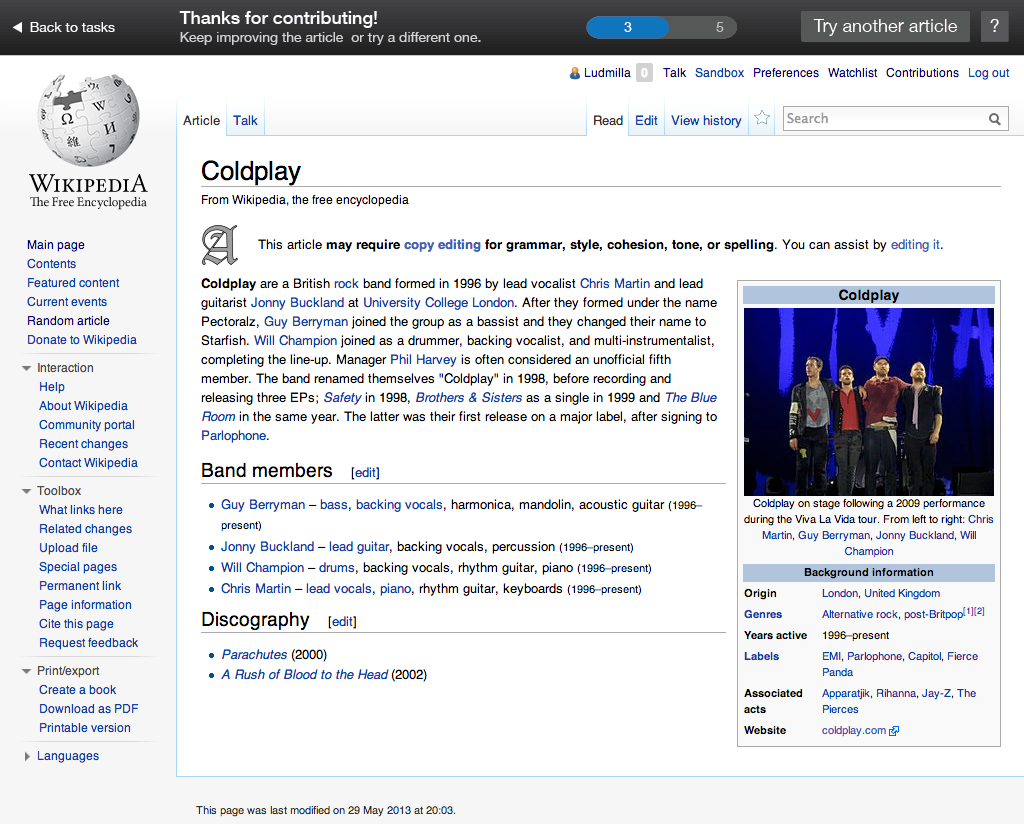 Back to tasks
Thanks for contributing!
Keep improving the article or try a different one.
3 5
Try another article
?
Ludmilla 0 Talk Sandbox Preferences Watchlist Contributions Log out
Article Talk
Read Edit View history
Search
WIKIPEDIA
The Free Encyclopedia
Main page
Contents
Featured content
Current events
Random article
Donate to Wikipedia
Interaction
Help
About Wikipedia
Community portal
Recent changes
Contact Wikipedia
Toolbox
What links here
Related changes
Upload file
Special pages
Permanent link
Page information
Cite this page
Request feedback
Print/export
Create a book
Download as PDF
Printable version
Languages
Coldplay
From Wikipedia, the free encyclopedia
This article may require copy editing for grammar, style, cohesion, tone, or spelling. You can assist by editing it.
Coldplay are a British rock band formed in 1996 by lead vocalist Chris Martin and lead
guitarist Jonny Buckland at University College London. After they formed under the name
Pectoralz, Guy Berryman joined the group as a bassist and they changed their name to
Starfish. Will Champion joined as a drummer, backing vocalist, and multi-instrumentalist,
completing the line-up. Manager Phil Harvey is often considered an unofficial fifth
member. The band renamed themselves "Coldplay" in 1998, before recording and
releasing three EPs; Safety in 1998, Brothers & Sisters as a single in 1999 and The Blue
Room in the same year. The latter was their first release on a major label, after signing to
Parlophone.
Band members [edit]
Guy Berryman – bass, backing vocals, harmonica, mandolin, acoustic guitar (1996–
present)
Jonny Buckland – lead guitar, backing vocals, percussion (1996–present)
Will Champion – drums, backing vocals, rhythm guitar, piano (1996–present)
Chris Martin – lead vocals, piano, rhythm guitar, keyboards (1996–present)
Discography [edit]
Parachutes (2000)
A Rush of Blood to the Head (2002)
Coldplay
Coldplay on stage following a 2009 performance
during the Viva La Vida tour. From left to right: Chris
Martin, Guy Berryman, Jonny Buckland, Will
Champion
Background information
Origin London, United Kingdom
Genres Alternative rock, post-Britpop[1][2]
Years active 1996–present
Labels EMI, Parlophone, Capitol, Fierce
Panda
Associated Apparatjik, Rihanna, Jay-Z, The
acts Pierces
Website coldplay.com
This page was last modified on 29 May 2013 at 20:03.